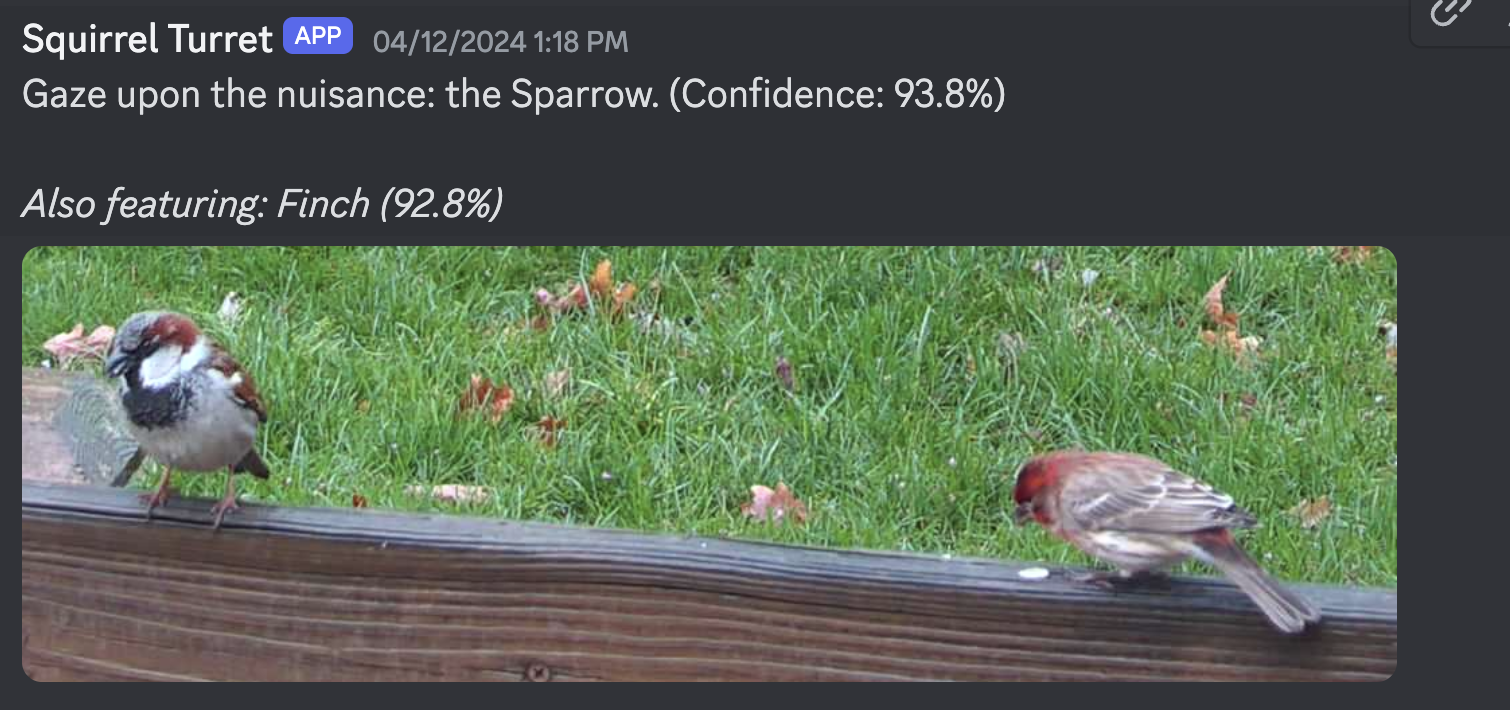 Squirrel Turret APP 04/12/2024 1:18 PM
Gaze upon the nuisance: the Sparrow. (Confidence: 93.8%)
Also featuring: Finch (92.8%)